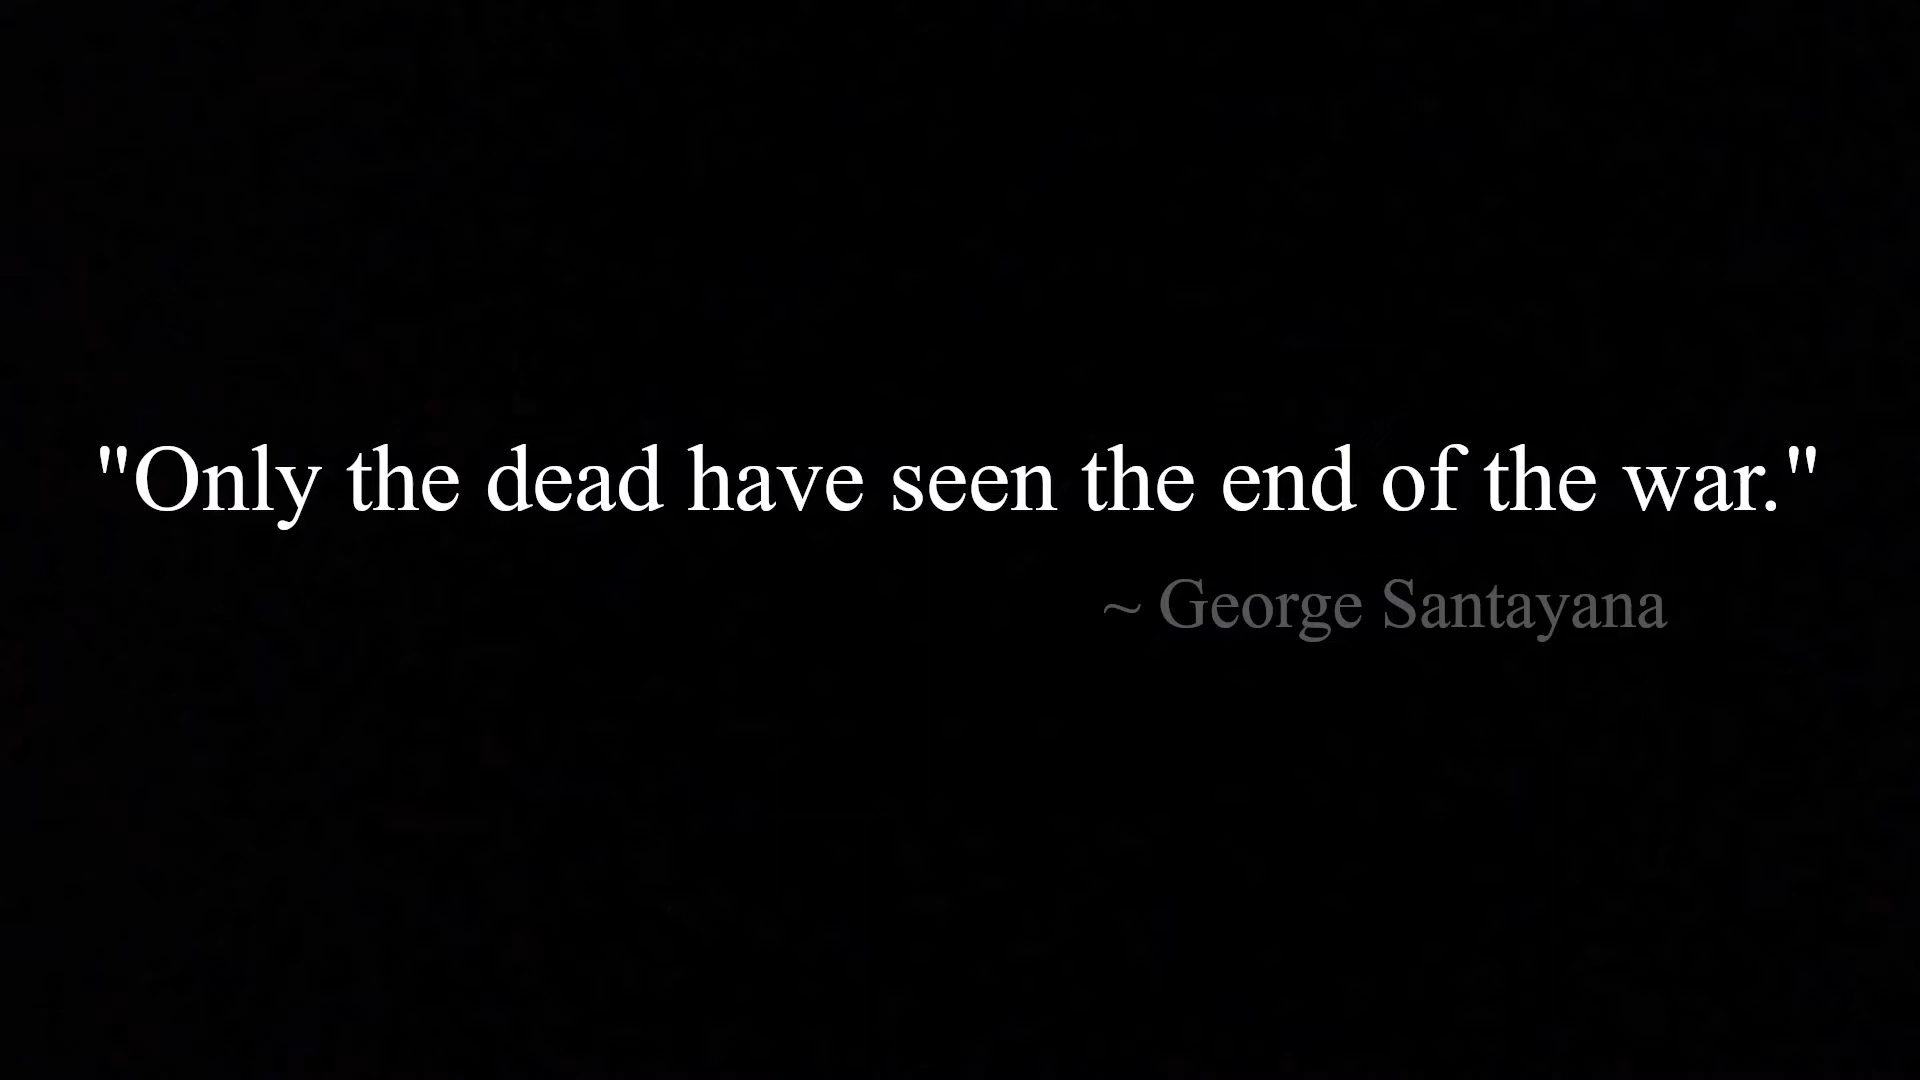 "Only the dead have seen the end of the war."
~ George Santayana